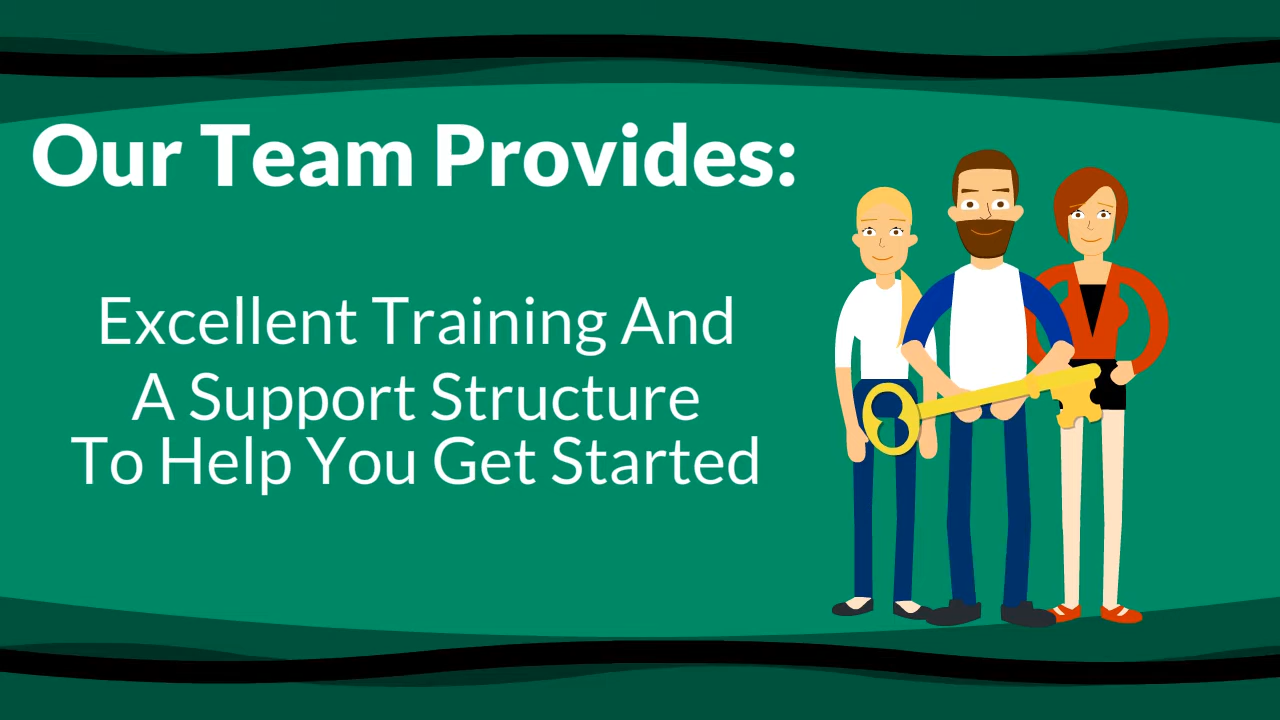 Our Team Provides:
Excellent Training And
A Support Structure
To Help You Get Started